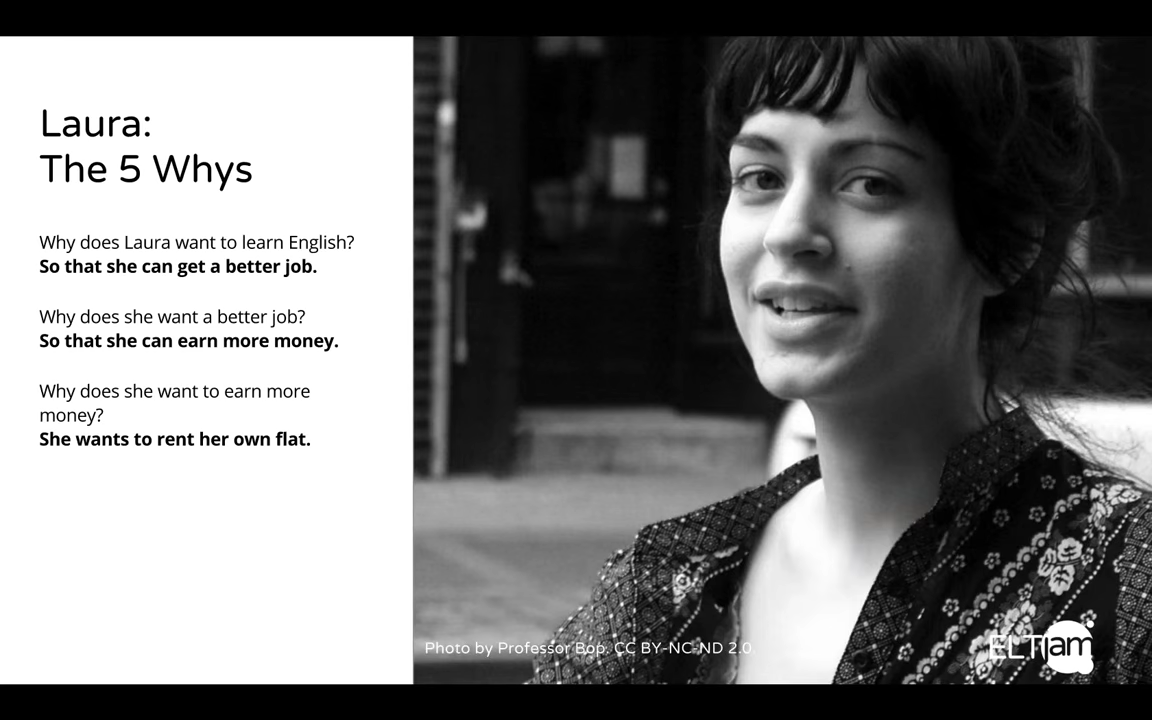 Laura:
The 5 Whys
Why does Laura want to learn English?
So that she can get a better job.
Why does she want a better job?
So that she can earn more money.
Why does she want to earn more
money?
She wants to rent her own flat.
Photo by Professor Bop. CC BY-NC-ND 2.0.
ELTjam